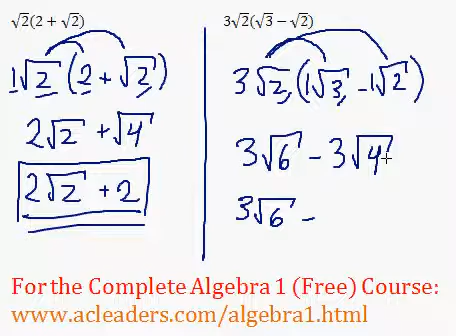 √2(2 + √2)
1√2 (2 + √2)
2√2 + √4
2√2 + 2
3√2(√3 − √2)
3√2 (1√3 - 1√2)
3√6 - 3√4
3√6 -
For the Complete Algebra 1 (Free) Course:
www.acleaders.com/algebra1.html